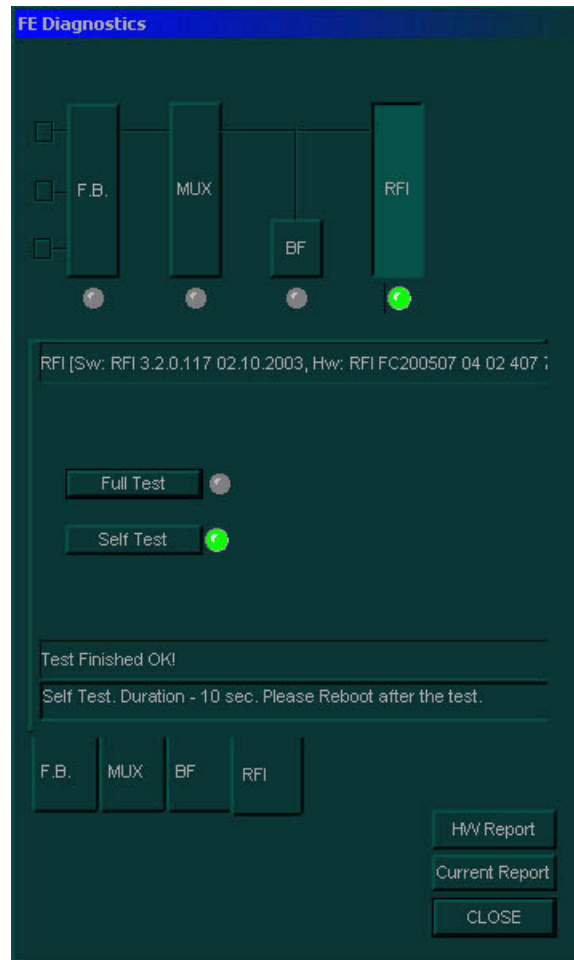 FE Diagnostics
F.B.
MUX
RFI
BF
RFI [Sw: RFI 3.2.0.117 02.10.2003, Hw: RFI FC200507 04 02 407
Full Test
Self Test
Test Finished OK!
Self Test. Duration - 10 sec. Please Reboot after the test.
F.B. MUX BF RFI
HW Report
Current Report
CLOSE